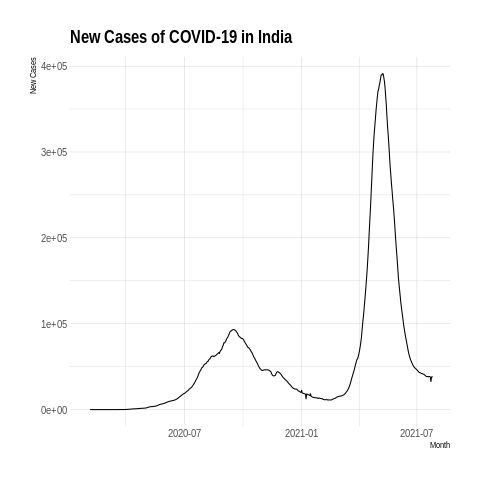 New Cases of COVID-19 in India
New Cases
4e+05
3e+05
2e+05
1e+05
0e+00
2020-07 2021-01 2021-07
Month